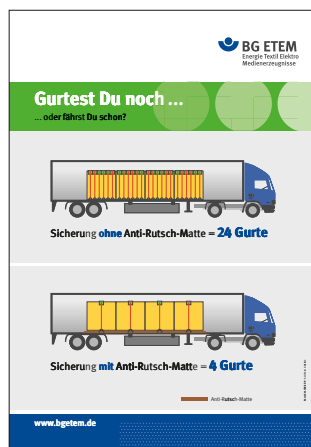 BG ETEM
Energie Textil Elektro
Medienerzeugnisse
Gurtest Du noch ...
... oder fährst Du schon?
Sicherung ohne Anti-Rutsch-Matte = 24 Gurte
Sicherung mit Anti-Rutsch-Matte = 4 Gurte
Anti-Rutsch-Matte
www.bgetem.de